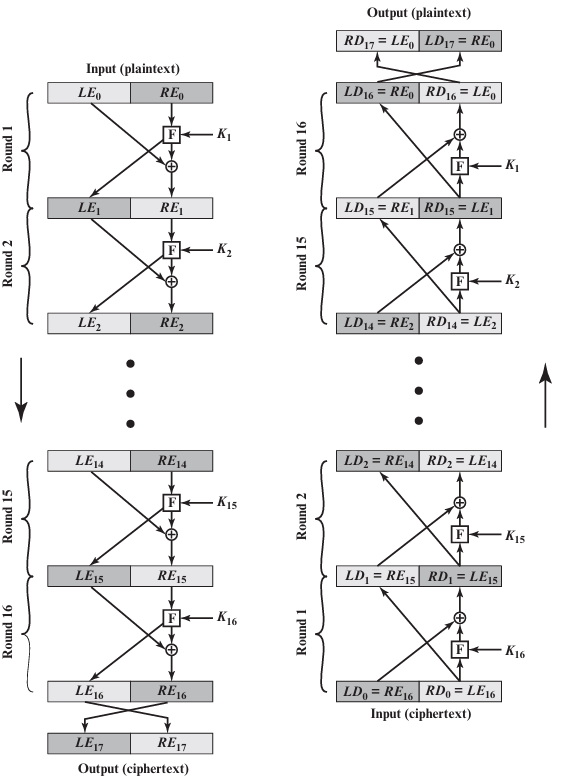 Input (plaintext)
LE0 RE0
Round 1
F K1
LE1 RE1
Round 2
F K2
LE2 RE2
LE14 RE14
Round 15
F K15
LE15 RE15
Round 16
F K16
LE16 RE16
LE17 RE17
Output (ciphertext)
Output (plaintext)
RD17 = LE0 LD17 = RE0
LD16 = RE0 RD16 = LE0
Round 16
F K1
LD15 = RE1 RD15 = LE1
Round 15
F K2
LD14 = RE2 RD14 = LE2
LD2 = RE14 RD2 = LE14
Round 2
F K15
LD1 = RE15 RD1 = LE15
Round 1
F K16
LD0 = RE16 RD0 = LE16
Input (ciphertext)